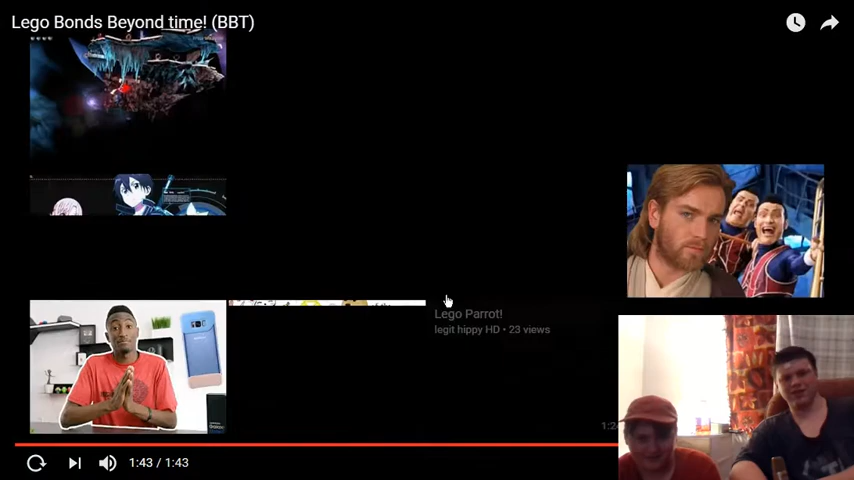 Lego Bonds Beyond time! (BBT)
Lego Parrot!
legit hippy HD • 23 views
1:43 / 1:43